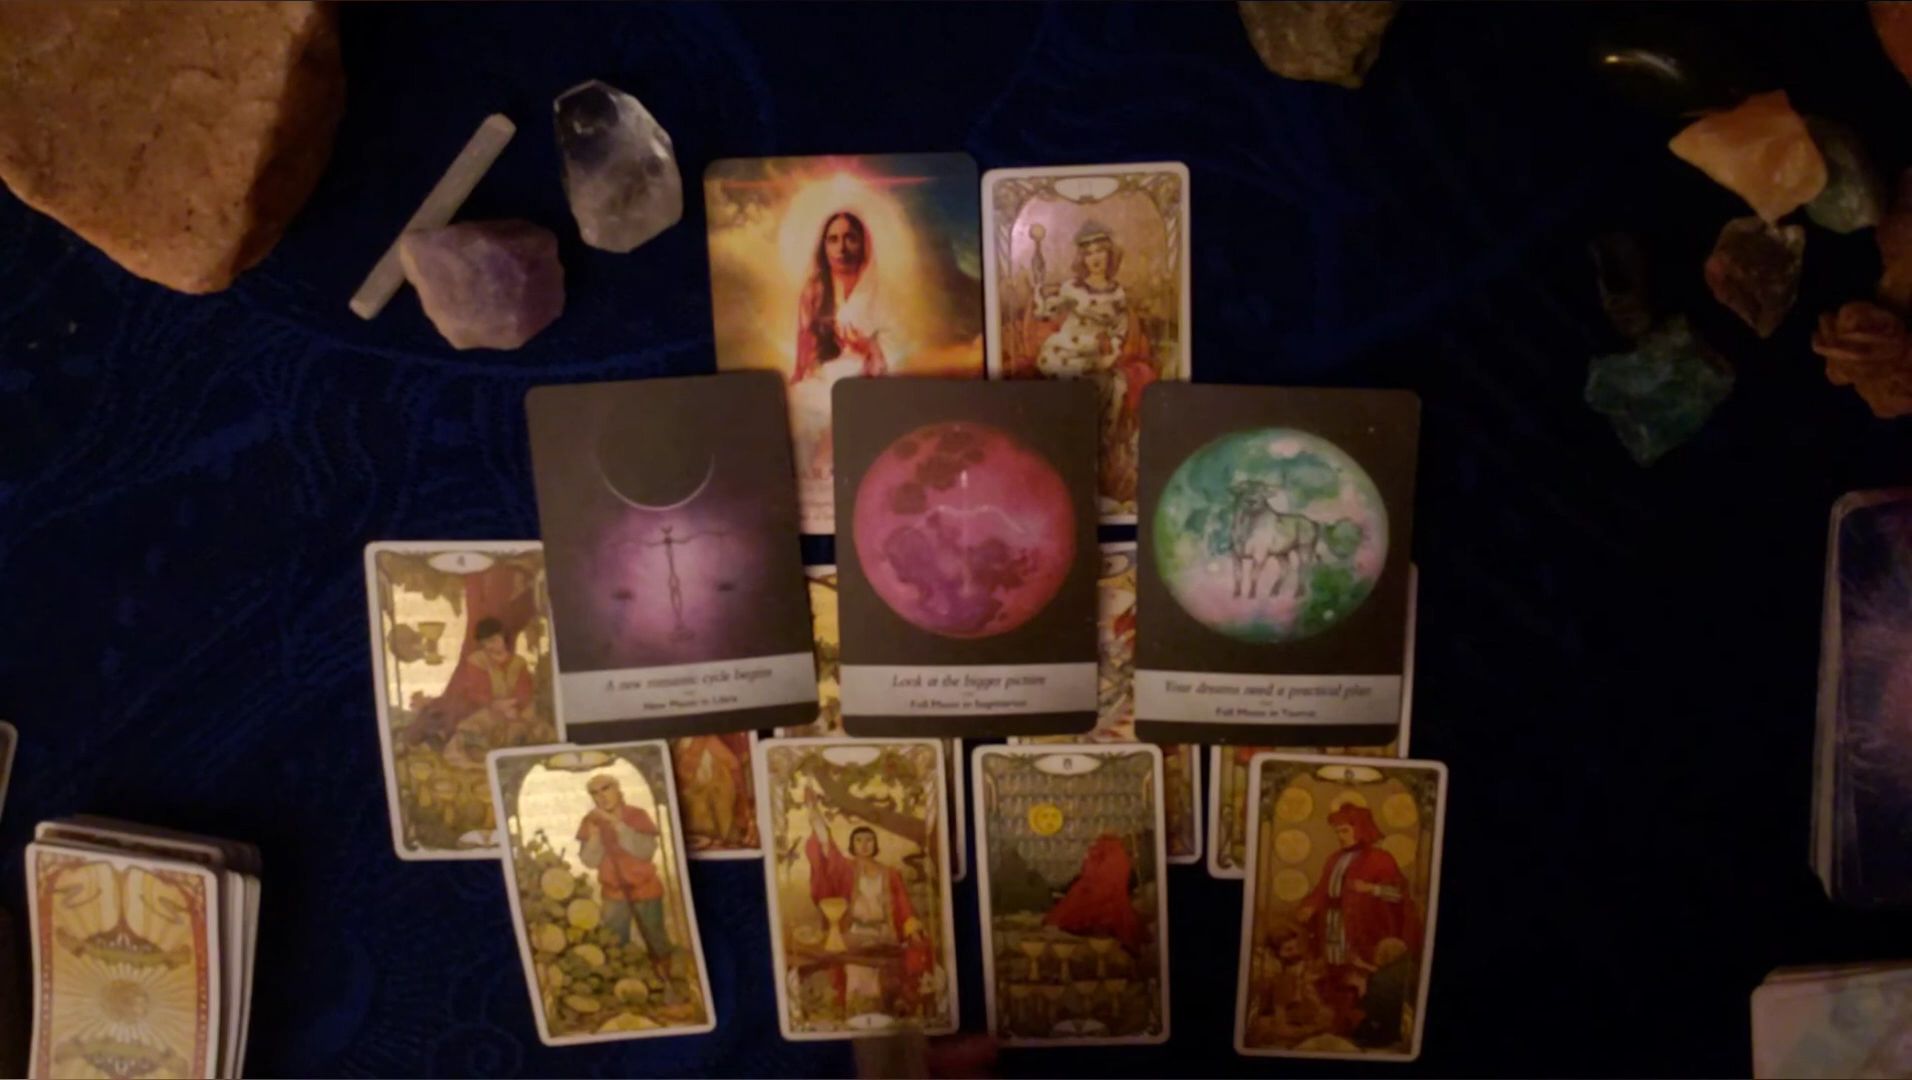 A new romantic cycle begins
New Moon in Libra
Look at the bigger picture
Full Moon in Sagittarius
Your dreams need a practical plan
Full Moon in Taurus